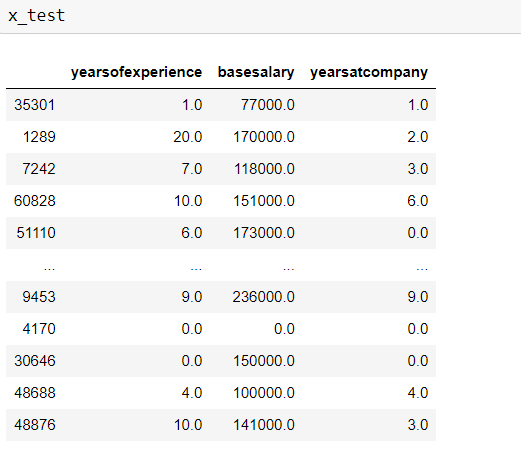 x_test
yearsofexperience basesalary yearsatcompany
35301 1.0 77000.0 1.0
1289 20.0 170000.0 2.0
7242 7.0 118000.0 3.0
60828 10.0 151000.0 6.0
51110 6.0 173000.0 0.0
... ... ... ...
9453 9.0 236000.0 9.0
4170 0.0 0.0 0.0
30646 0.0 150000.0 0.0
48688 4.0 100000.0 4.0
48876 10.0 141000.0 3.0